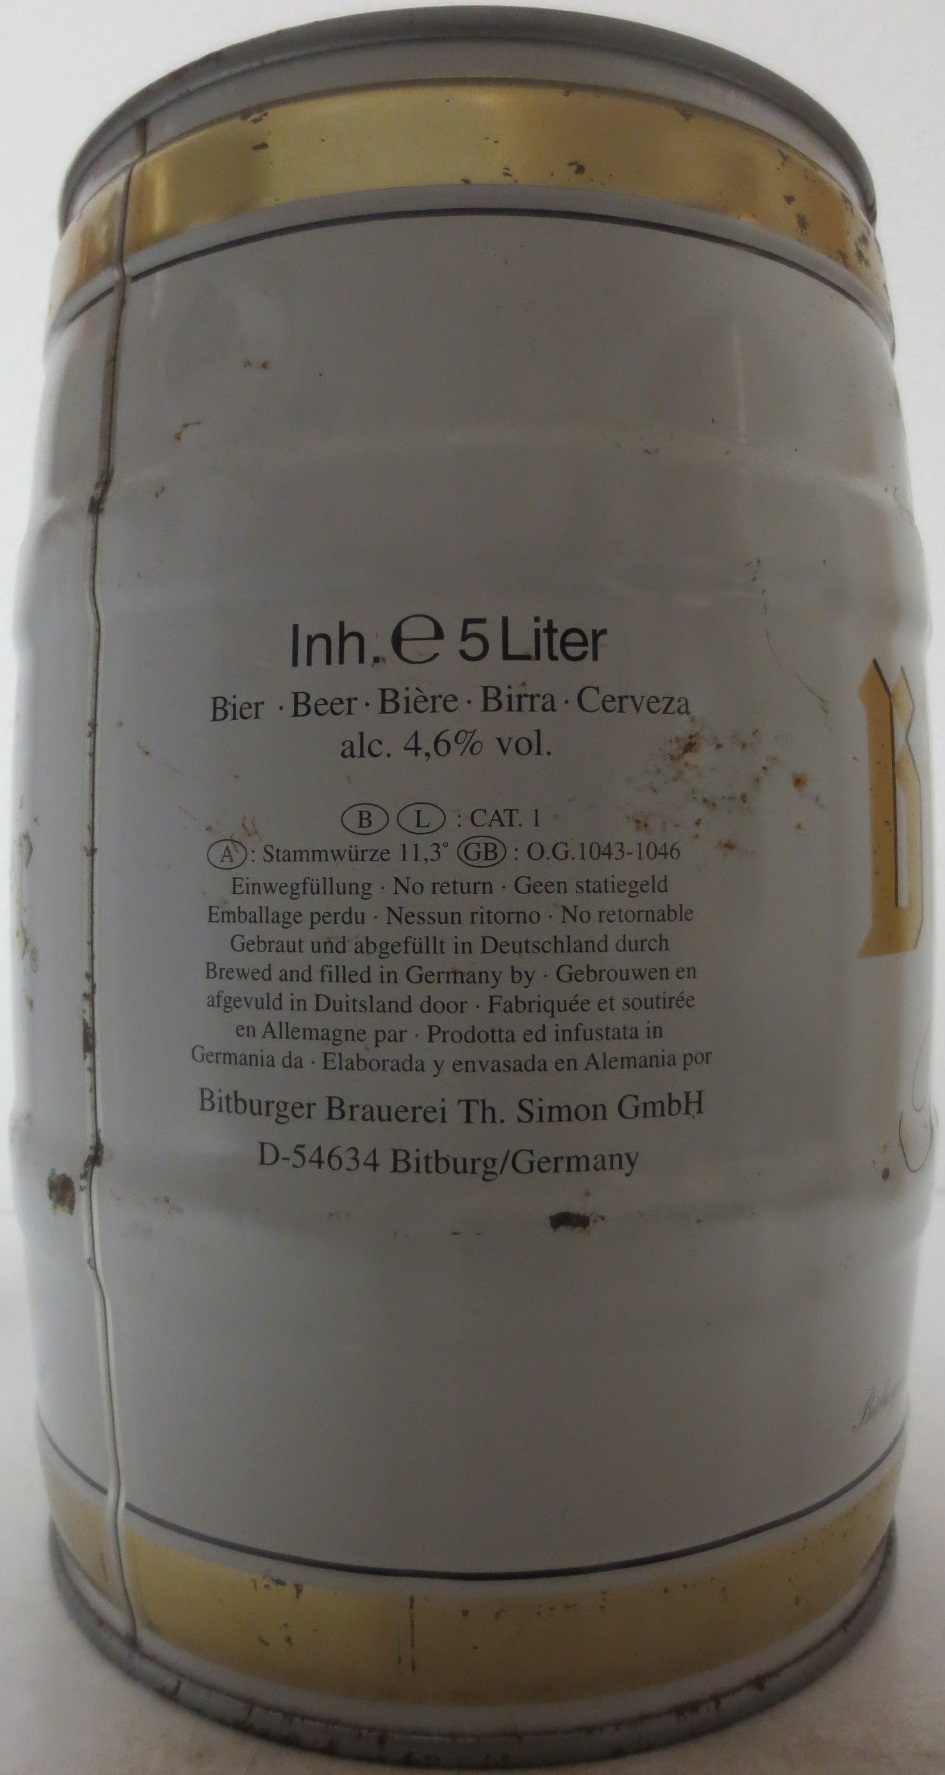 Inh. ℮ 5 Liter
Bier · Beer · Bière · Birra · Cerveza
alc. 4,6% vol.
B L : CAT. 1
A : Stammwürze 11,3° GB : O.G.1043-1046
Einwegfüllung · No return · Geen statiegeld
Emballage perdu · Nessun ritorno · No retornable
Gebraut und abgefüllt in Deutschland durch
Brewed and filled in Germany by · Gebrouwen en
afgevuld in Duitsland door · Fabriquée et soutirée
en Allemagne par · Prodotta ed infustata in
Germania da · Elaborada y envasada en Alemania por
Bitburger Brauerei Th. Simon GmbH
D-54634 Bitburg/Germany
B